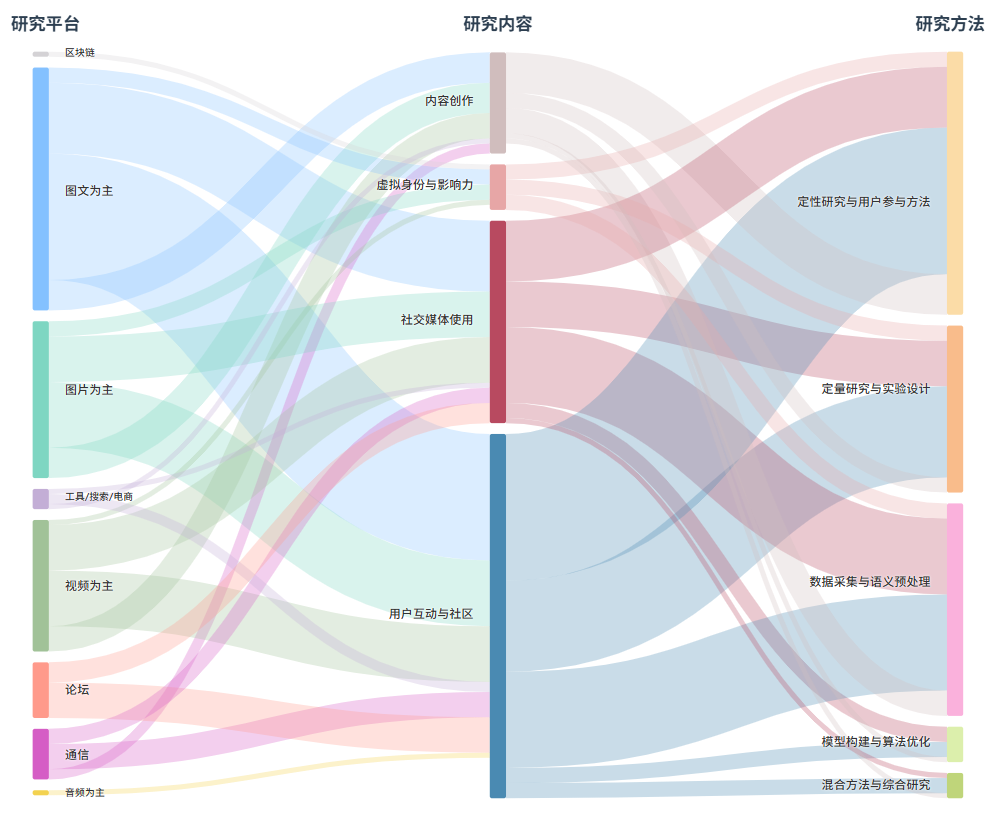 研究平台
研究内容
研究方法
区块链
图文为主
图片为主
工具/搜索/电商
视频为主
论坛
通信
音频为主
内容创作
虚拟身份与影响力
社交媒体使用
用户互动与社区
定性研究与用户参与方法
定量研究与实验设计
数据采集与语义预处理
模型构建与算法优化
混合方法与综合研究